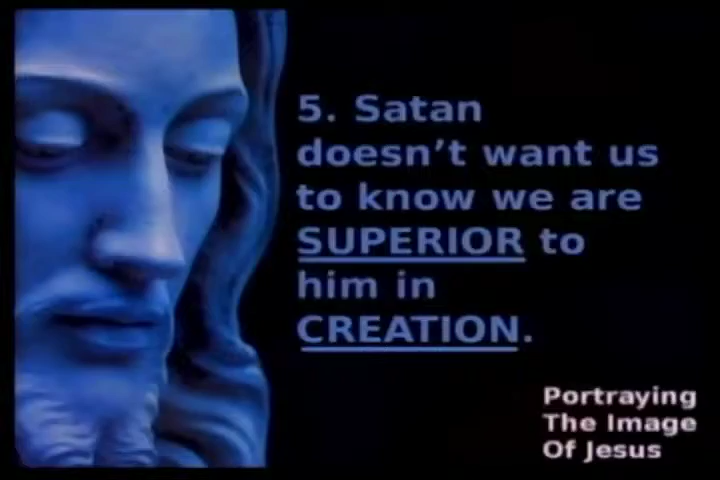 5. Satan
doesn’t want us
to know we are
SUPERIOR to
him in
CREATION.
Portraying
The Image
Of Jesus